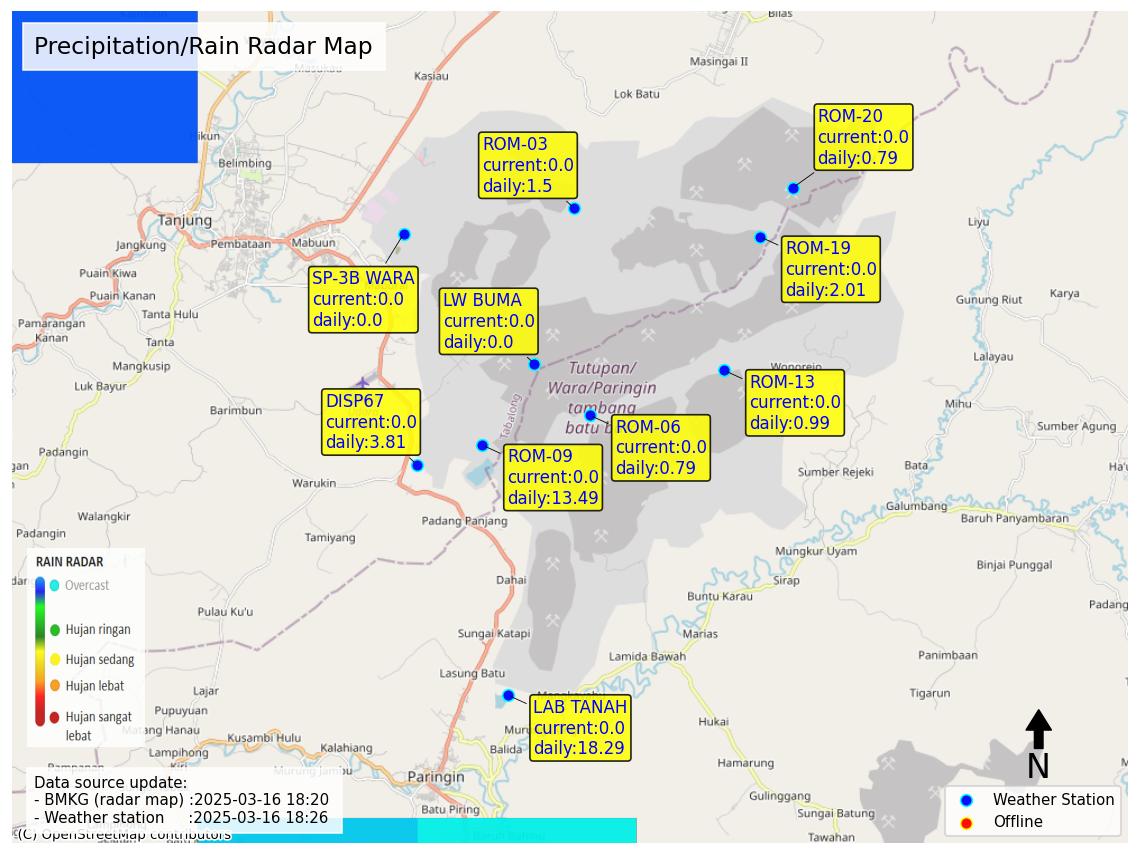 Precipitation/Rain Radar Map
Bilas
Masingai II
Kasiau
Lok Batu
Hikun
Belimbing
Tanjung
Jangkung
Pembataan
Mabuun
Puain Kiwa
Puain Kanan
Tanta Hulu
Pamarangan
Kanan
Tanta
Mangkusip
Luk Bayur
Barimbun
Padangin
Warukin
Walangkir
Padangin
Tamiyang
Padang Panjang
Dahai
Pulau Ku'u
Sungai Katapi
Lasung Batu
Lajar
Pupuyuan
Matang Hanau
Kusambi Hulu
Lampihong
Kiri
Kalahiang
Murung Jambu
Paringin
Balida
Batu Piring
Liyu
Gunung Riut
Karya
Lalayau
Mihu
Sumber Agung
Wonorejo
Sumber Rejeki
Bata
Galumbang
Baruh Panyambaran
Mungkur Uyam
Binjai Punggal
Sirap
Buntu Karau
Marias
Lamida Bawah
Panimbaan
Tigarun
Hukai
Hamarung
Gulinggang
Sungai Batung
Tawahan
Tabalong
Tutupan/
Wara/Paringin
tambang
batu b
ROM-20
current:0.0
daily:0.79
ROM-03
current:0.0
daily:1.5
ROM-19
current:0.0
daily:2.01
SP-3B WARA
current:0.0
daily:0.0
LW BUMA
current:0.0
daily:0.0
ROM-13
current:0.0
daily:0.99
DISP67
current:0.0
daily:3.81
ROM-06
current:0.0
daily:0.79
ROM-09
current:0.0
daily:13.49
LAB TANAH
current:0.0
daily:18.29
RAIN RADAR
Overcast
Hujan ringan
Hujan sedang
Hujan lebat
Hujan sangat
lebat
Data source update:
- BMKG (radar map) :2025-03-16 18:20
- Weather station :2025-03-16 18:26
(C) OpenStreetMap contributors
N
Weather Station
Offline